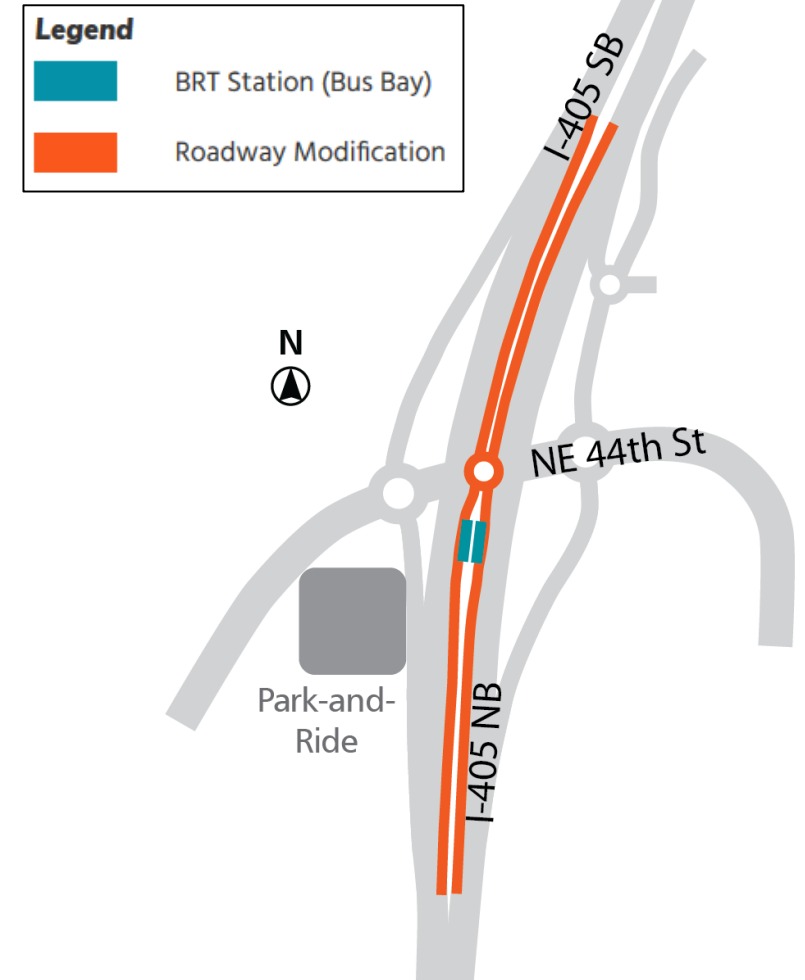 Legend
BRT Station (Bus Bay)
Roadway Modification
I-405 SB
N
NE 44th St
Park-and-
Ride
I-405 NB